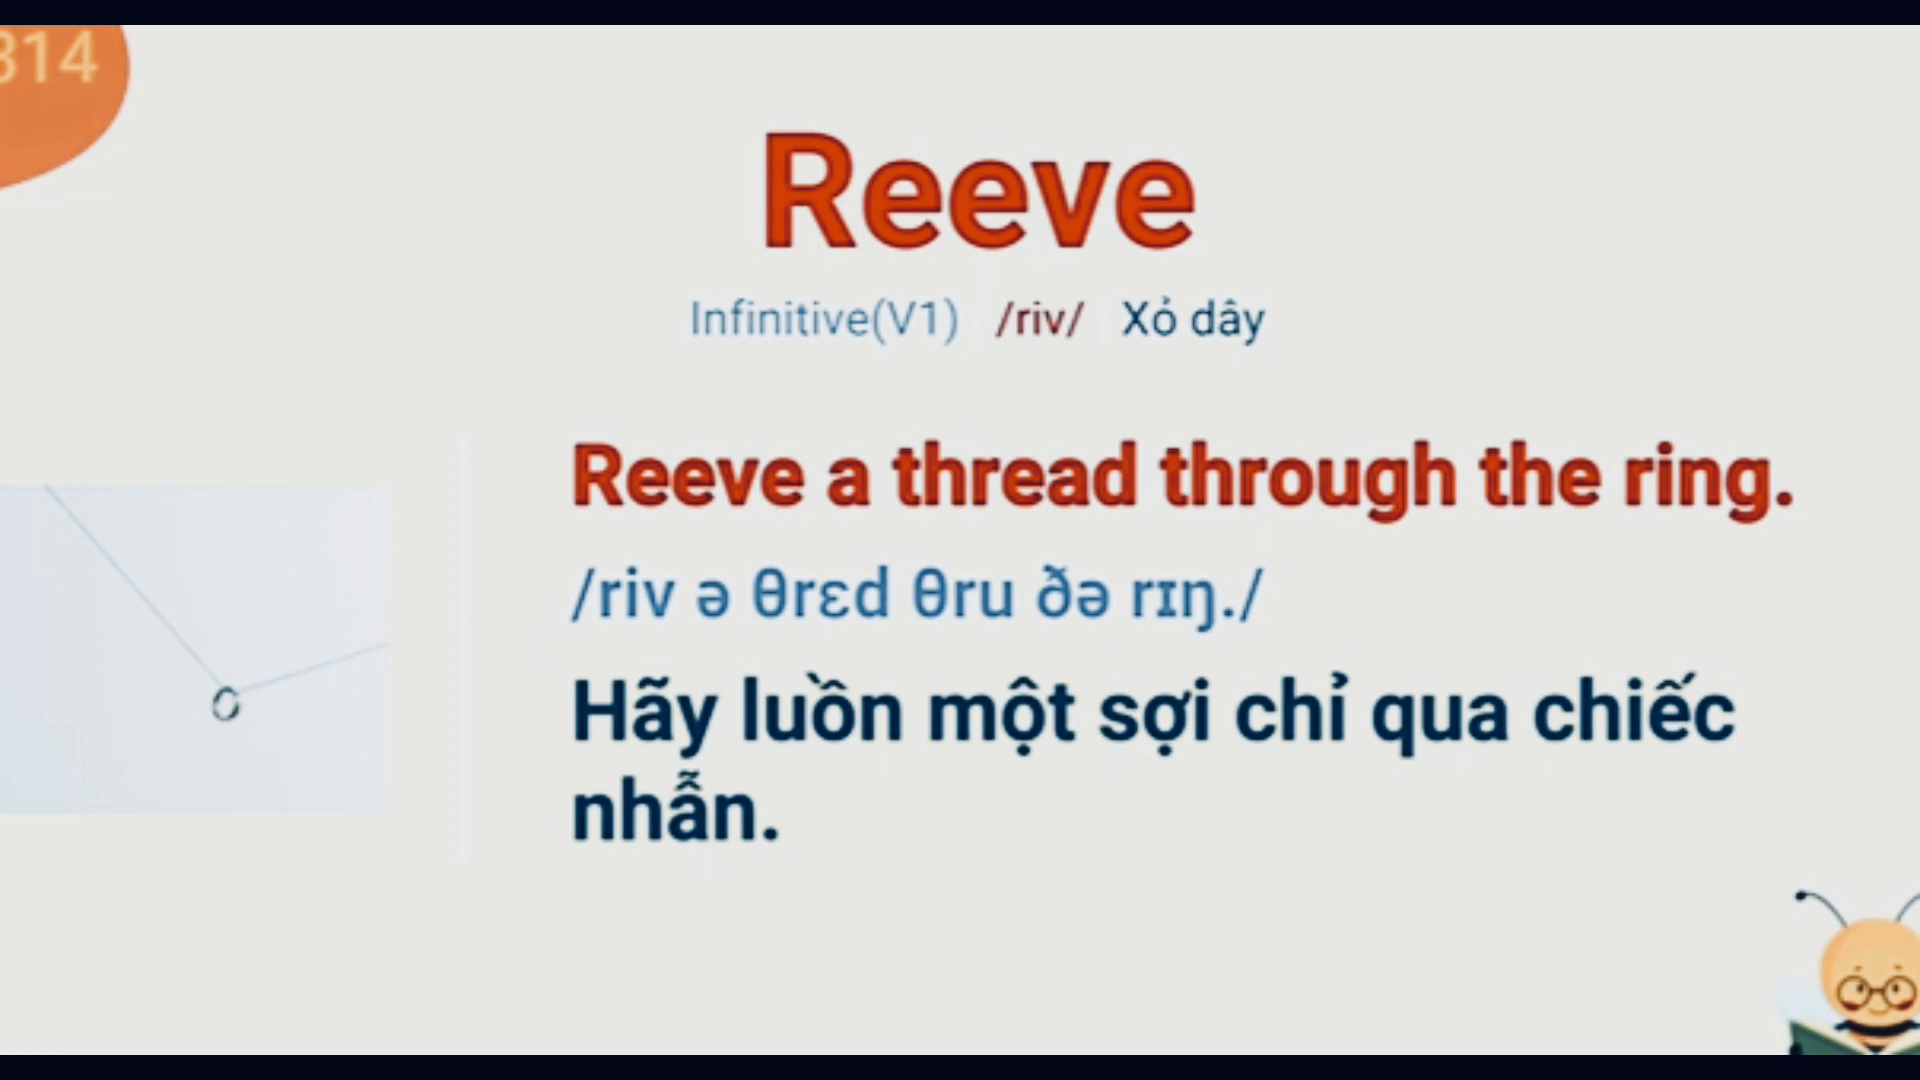 314
Reeve
Infinitive(V1) /riv/ Xỏ dây
Reeve a thread through the ring.
/riv ə θrɛd θru ðə rɪŋ./
Hãy luồn một sợi chỉ qua chiếc
nhẫn.